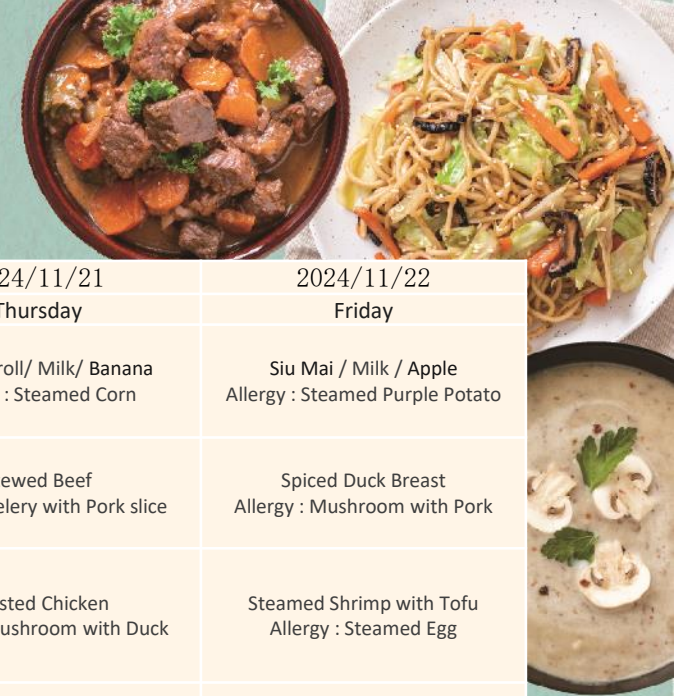 24/11/21
2024/11/22
Thursday
Friday
roll/ Milk/ Banana
: Steamed Corn
Siu Mai / Milk / Apple
Allergy : Steamed Purple Potato
ewed Beef
elery with Pork slice
Spiced Duck Breast
Allergy : Mushroom with Pork
sted Chicken
ushroom with Duck
Steamed Shrimp with Tofu
Allergy : Steamed Egg